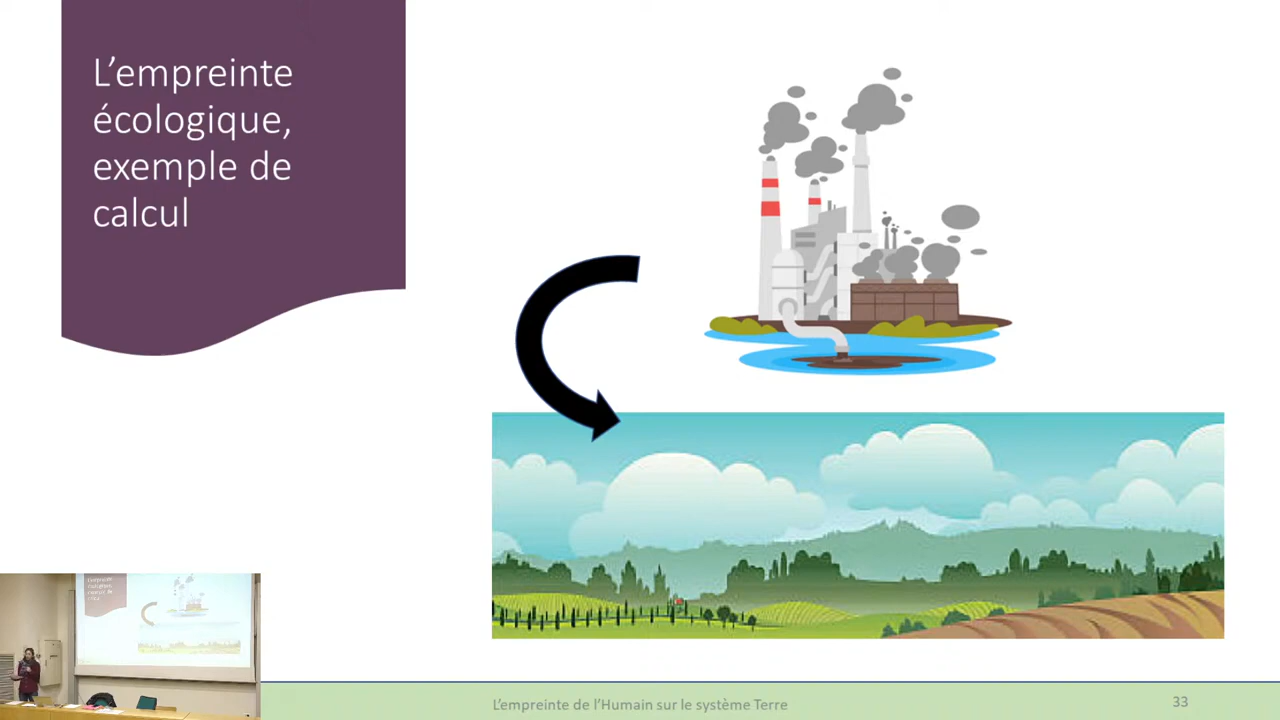 L’empreinte
écologique,
exemple de
calcul
L’empreinte de l’Humain sur le système Terre
33